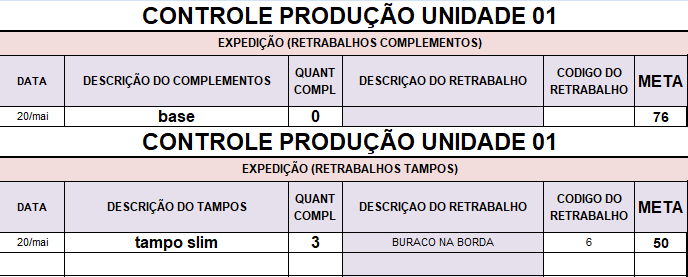 CONTROLE PRODUÇÃO UNIDADE 01
EXPEDIÇÃO (RETRABALHOS COMPLEMENTOS)
DATA DESCRIÇÃO DO COMPLEMENTOS QUANT COMPL DESCRIÇAO DO RETRABALHO CODIGO DO RETRABALHO META
20/mai base 0 76
CONTROLE PRODUÇÃO UNIDADE 01
EXPEDIÇÃO (RETRABALHOS TAMPOS)
DATA DESCRIÇÃO DO TAMPOS QUANT COMPL DESCRIÇAO DO RETRABALHO CODIGO DO RETRABALHO META
20/mai tampo slim 3 BURACO NA BORDA 6 50